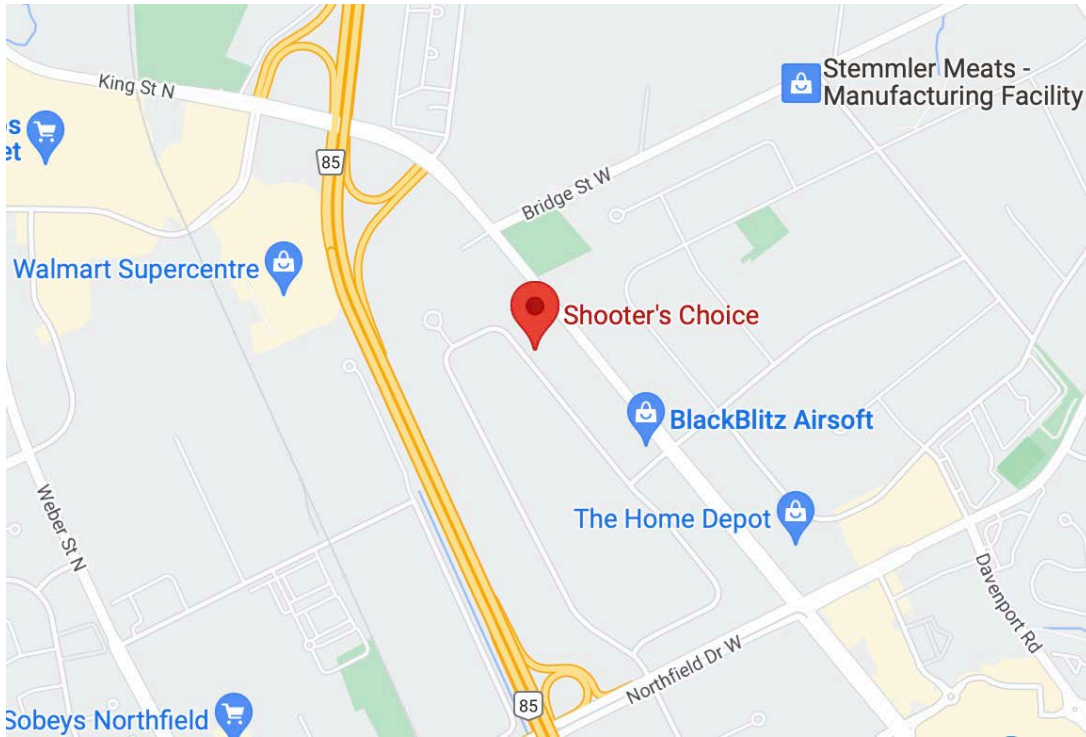 King St N
Stemmler Meats -
Manufacturing Facility
s
et
85
Bridge St W
Walmart Supercentre
Shooter's Choice
BlackBlitz Airsoft
Weber St N
The Home Depot
Davenport Rd
Northfield Dr W
85
Sobeys Northfield